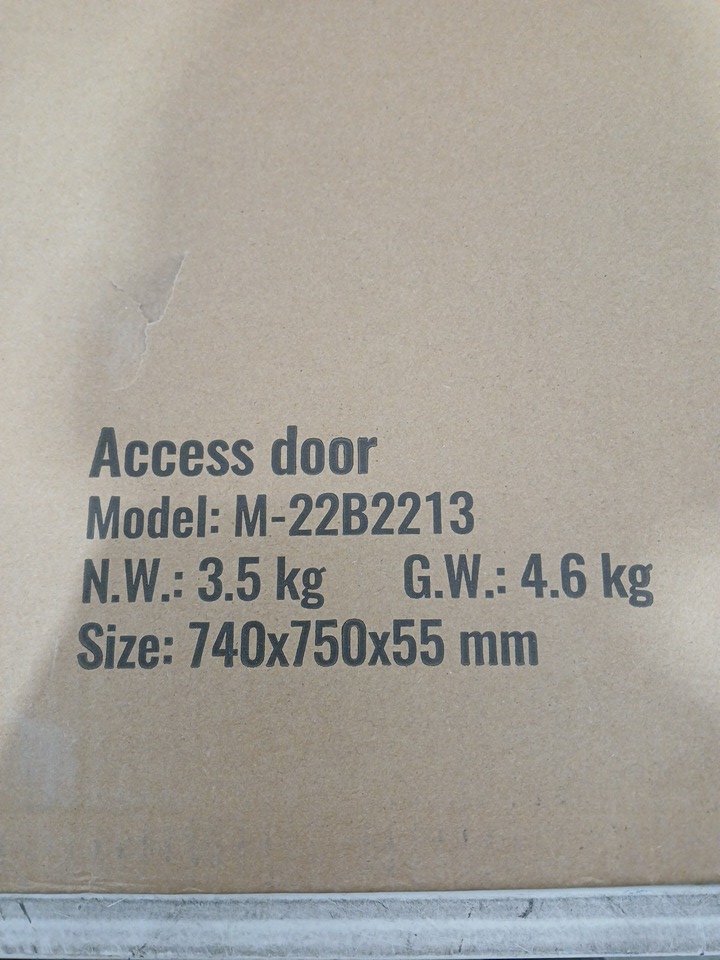 Access door
Model: M-22B2213
N.W.: 3.5 kg G.W.: 4.6 kg
Size: 740x750x55 mm